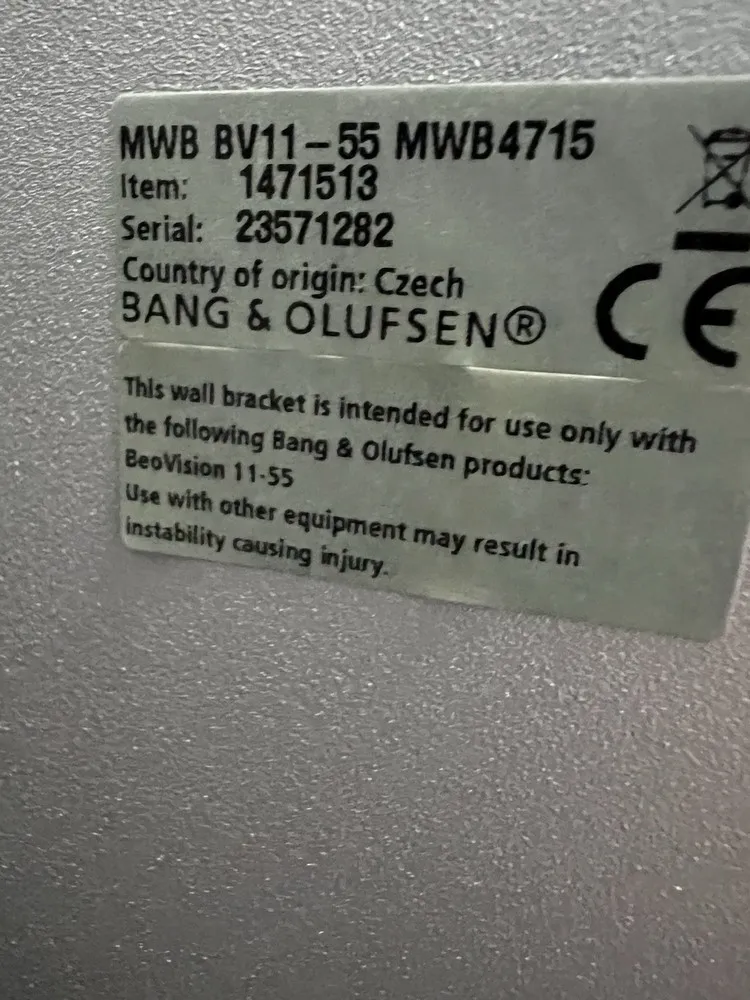 MWB BV11-55 MWB4715
Item: 1471513
Serial: 23571282
Country of origin: Czech
BANG & OLUFSEN®
CE
This wall bracket is intended for use only with
the following Bang & Olufsen products:
BeoVision 11-55
Use with other equipment may result in
instability causing injury.